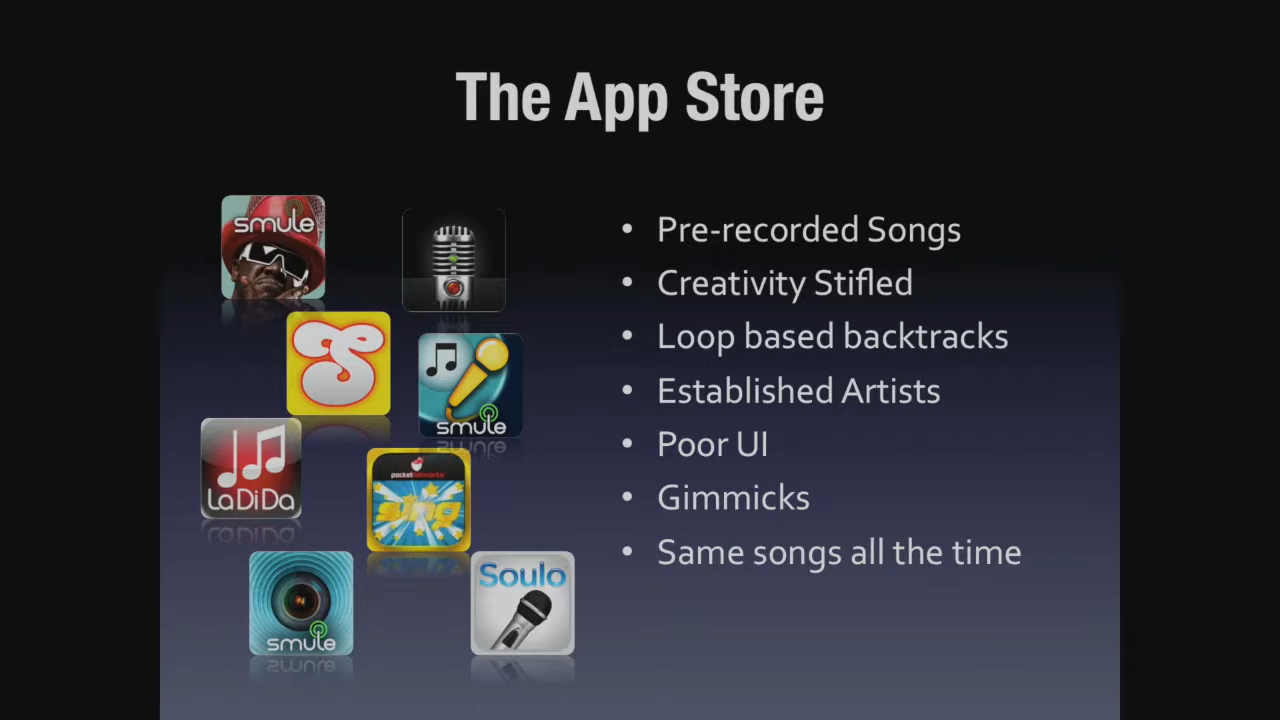 The App Store
smule
• Pre-recorded Songs
• Creativity Stifled
• Loop based backtracks
• Established Artists
• Poor UI
• Gimmicks
• Same songs all the time
S
smule
LaDiDa
sing
smule
Soulo